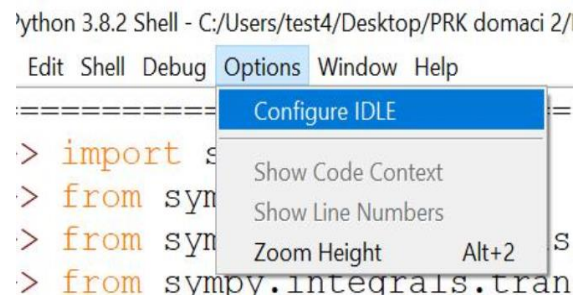 Python 3.8.2 Shell - C:/Users/test4/Desktop/PRK domaci 2/
Edit Shell Debug Options Window Help
Configure IDLE
> import s
Show Code Context
> from sym
Show Line Numbers
> from sym s
Zoom Height Alt+2
> from sympy.integrals.tran